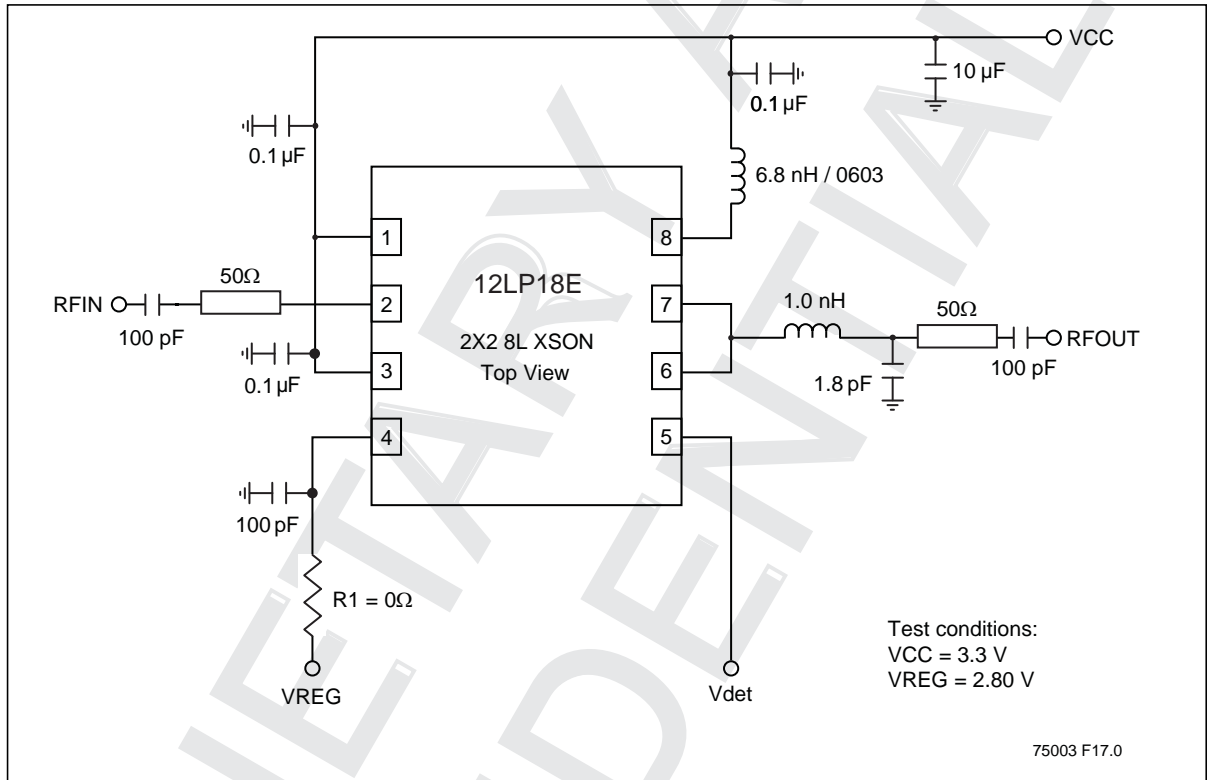 VCC
10 µF
0.1 µF
0.1 µF
6.8 nH / 0603
1
8
12LP18E
50Ω
RFIN
2
7
1.0 nH
50Ω
100 pF
2X2 8L XSON
Top View
RFOUT
100 pF
0.1 µF
3
6
1.8 pF
4
5
100 pF
R1 = 0Ω
VREG
Vdet
Test conditions:
VCC = 3.3 V
VREG = 2.80 V
75003 F17.0